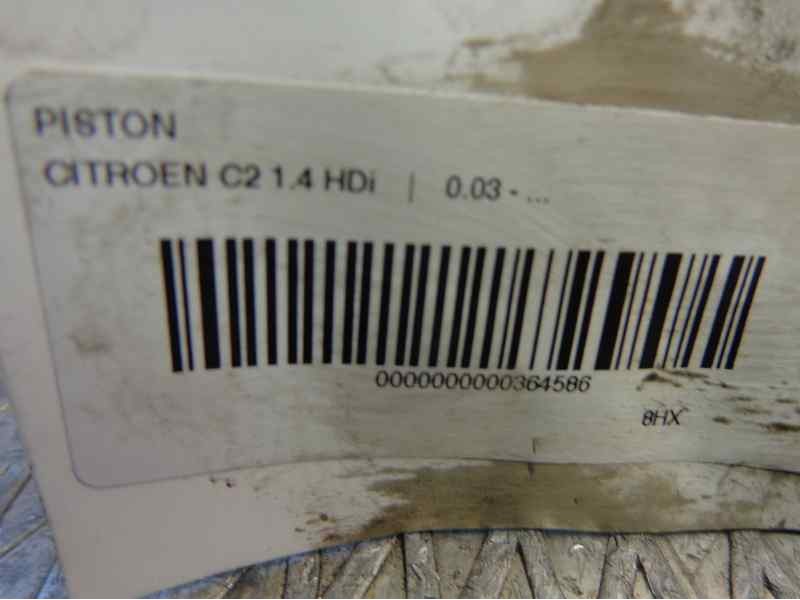 PISTON
CITROEN C2 1.4 HDi | 0.03 - ...
0000000000364586
8HX